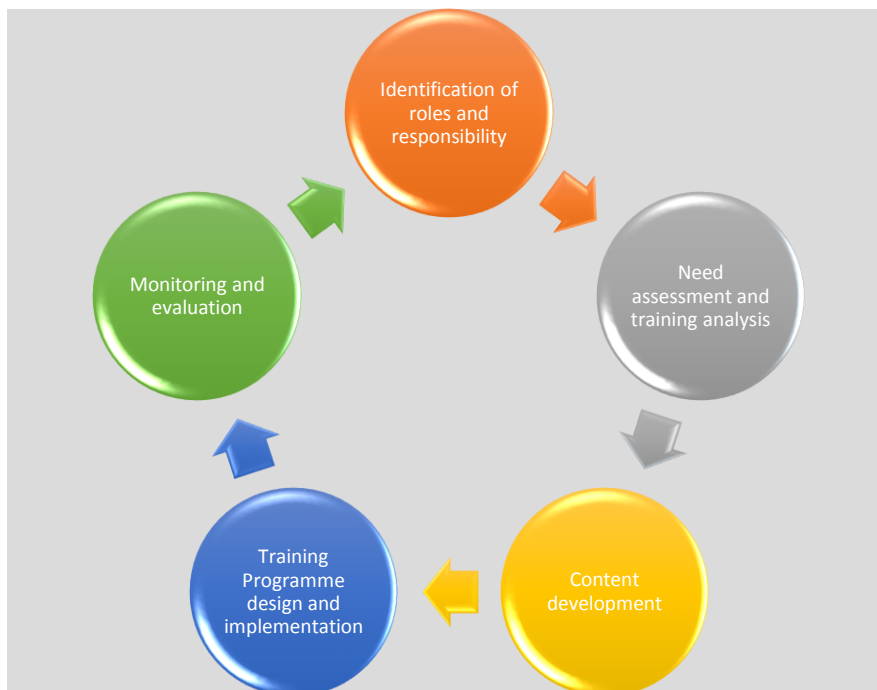 Identification of
roles and
responsibility
Need
assessment and
training analysis
Content
development
Training
Programme
design and
implementation
Monitoring and
evaluation